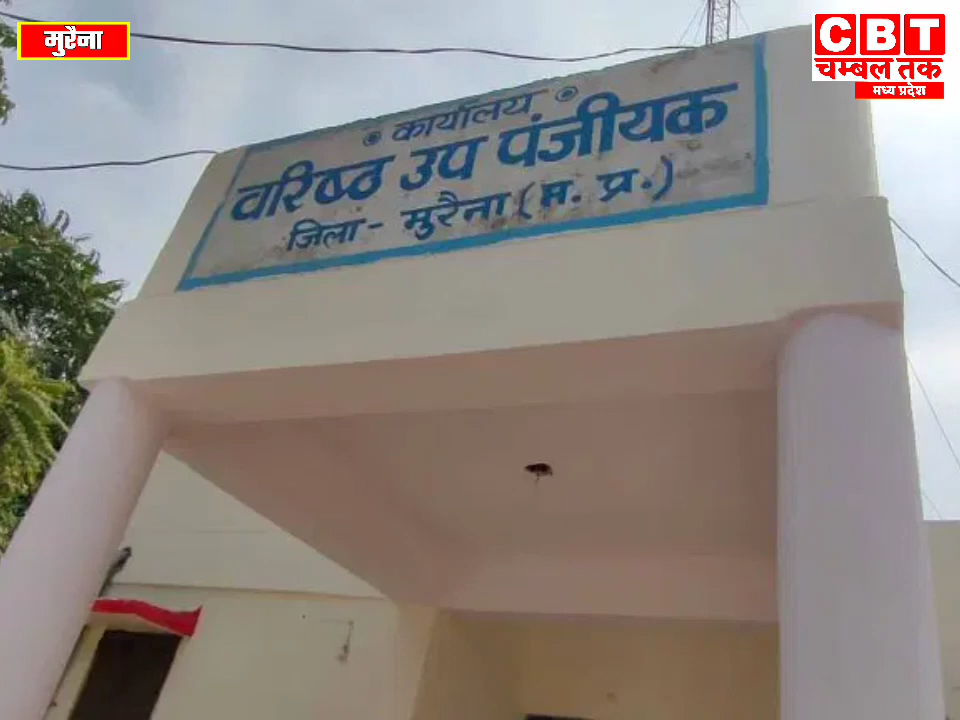 मुरैना
CBT
चम्बल तक
मध्य प्रदेश
कार्यालय
वरिष्ठ उप पंजीयक
जिला - मुरैना (म. प्र.)